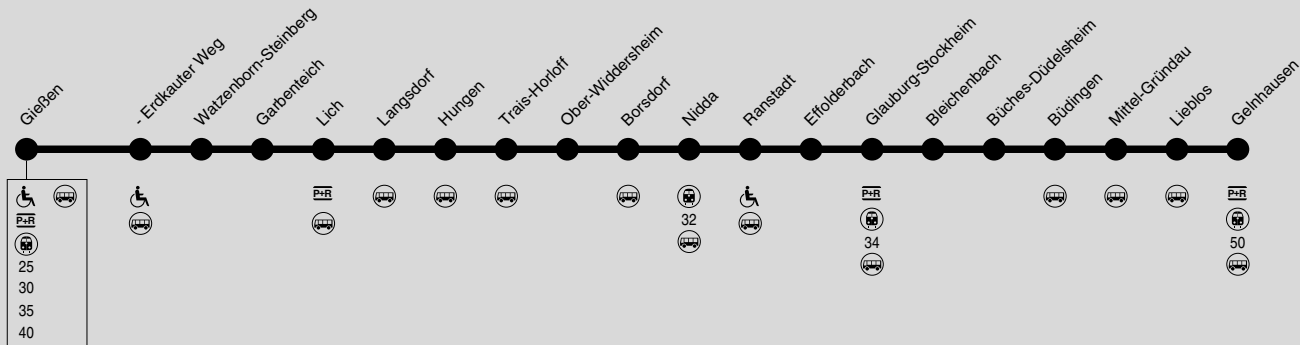 Gießen
- Erdkauter Weg
Watzenborn-Steinberg
Garbenteich
Lich
Langsdorf
Hungen
Trais-Horloff
Ober-Widdersheim
Borsdorf
Nidda
Ranstadt
Effolderbach
Glauburg-Stockheim
Bleichenbach
Büches-Düdelsheim
Büdingen
Mittel-Gründau
Lieblos
Gelnhausen
P+R
25
30
35
40
P+R
32
P+R
34
P+R
50